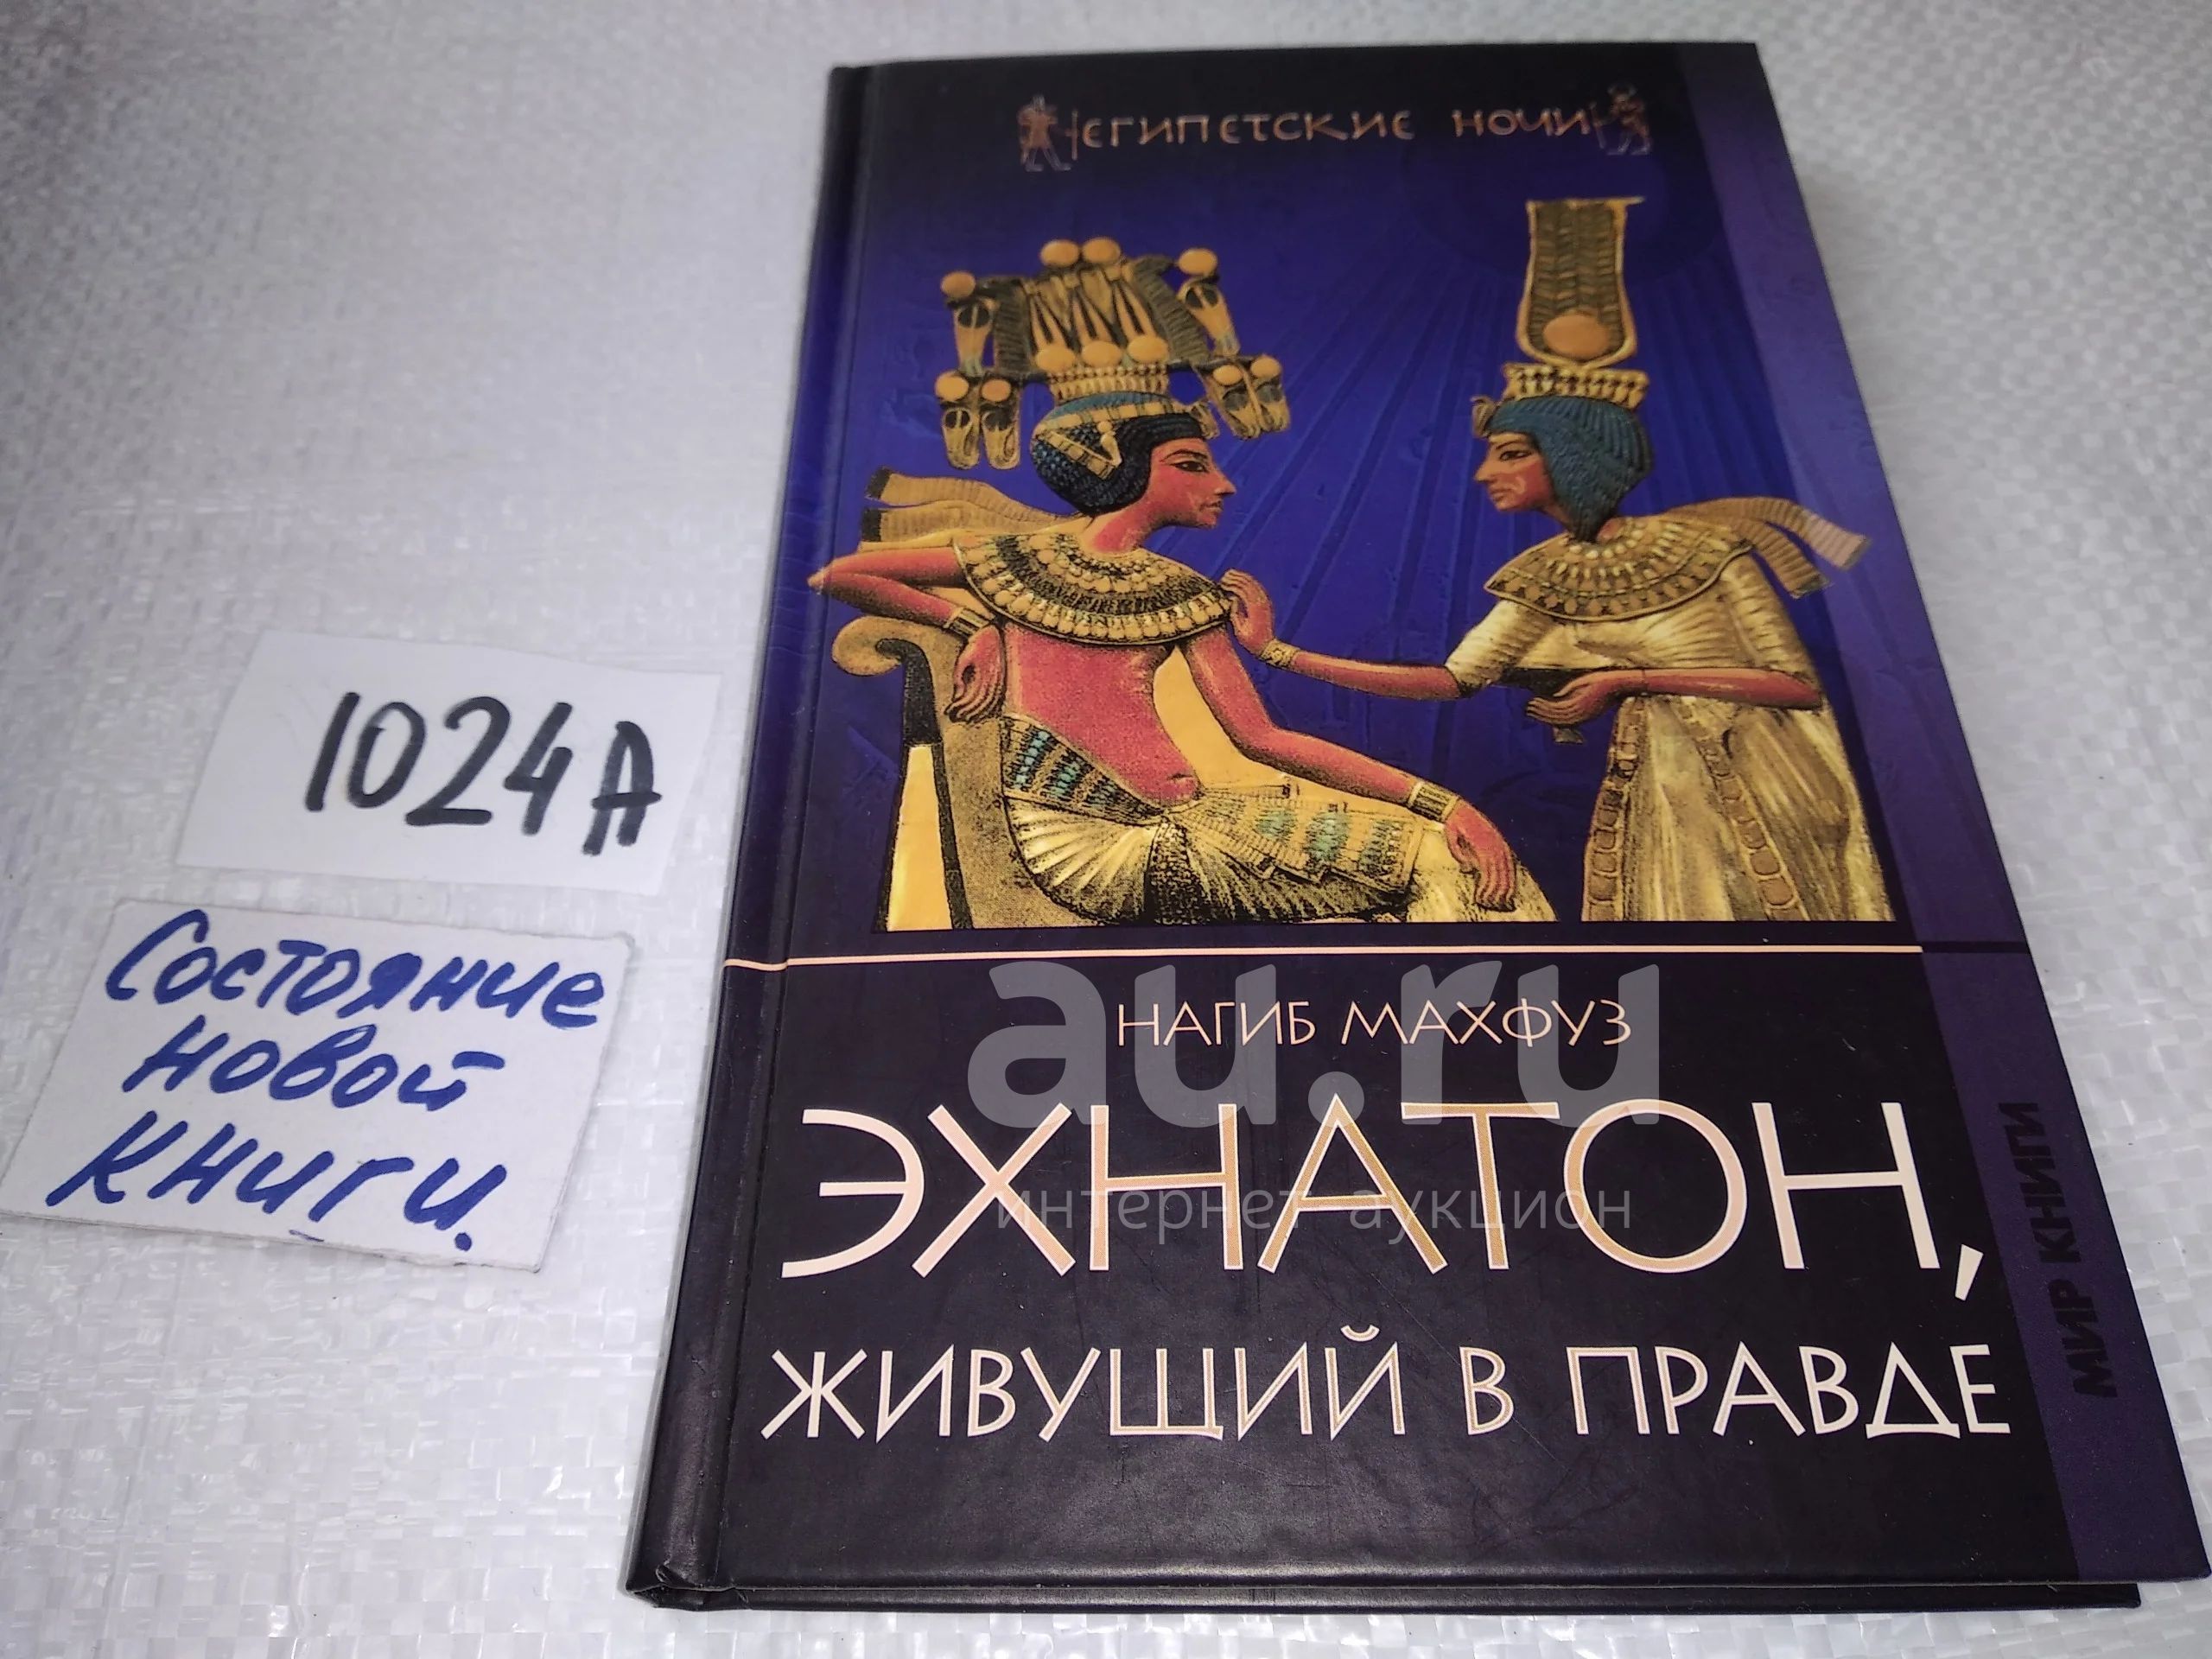 ЕГИПЕТСКИЕ НОЧИ
1024А
Состояние
новой
книги.
НАГИБ МАХФУЗ
ЭХНАТОН,
ЖИВУЩИЙ В ПРАВДЕ
МИР КНИГИ
au.ru
интернет аукцион